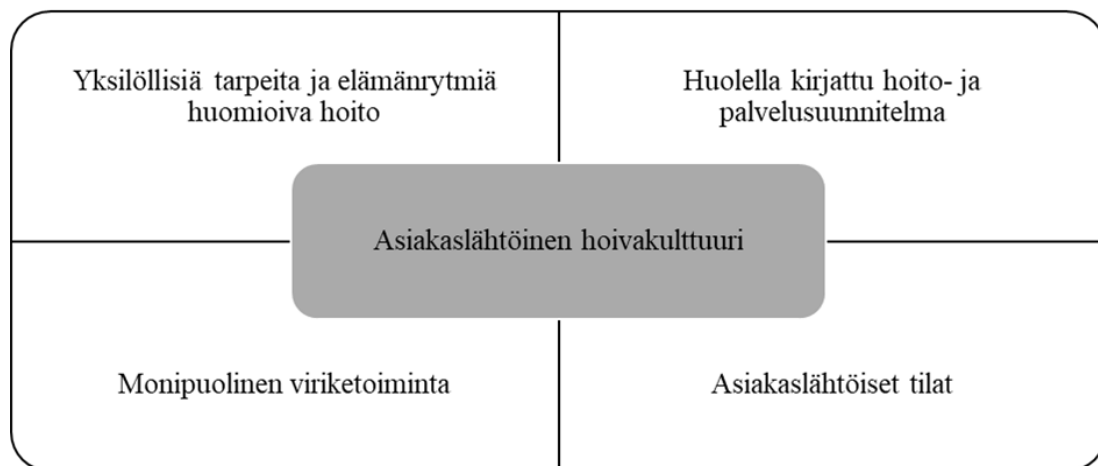 Yksilöllisiä tarpeita ja elämänrytmiä
huomioiva hoito
Huolella kirjattu hoito- ja
palvelusuunnitelma
Asiakaslähtöinen hoivakulttuuri
Monipuolinen viriketoiminta
Asiakaslähtöiset tilat